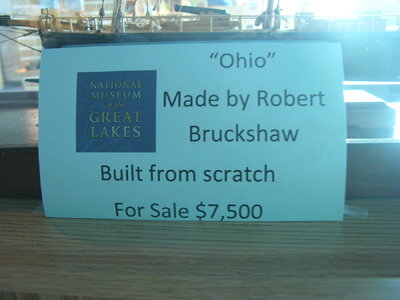 "Ohio"
NATIONAL
MUSEUM
of the
GREAT
LAKES
Made by Robert
Bruckshaw
Built from scratch
For Sale $7,500